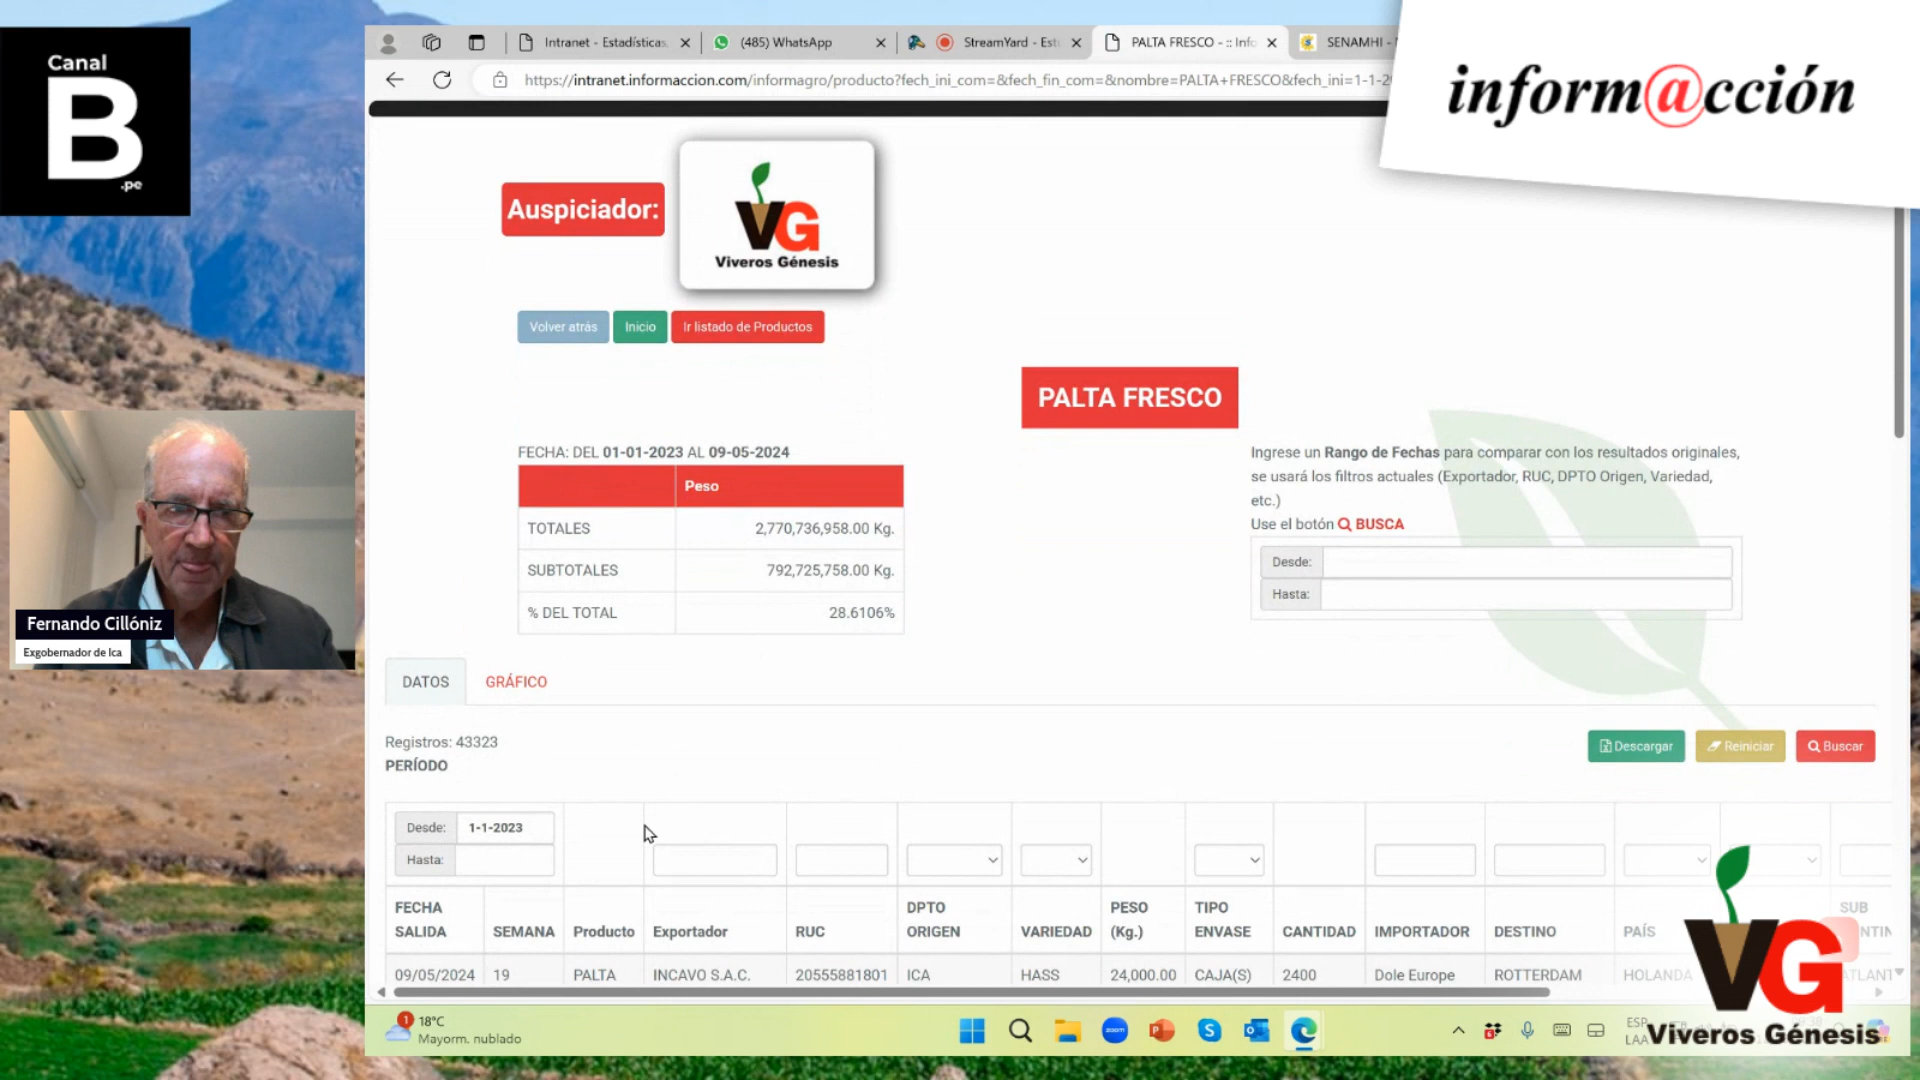 Canal
B
.pe
Intranet - Estadísticas
(485) WhatsApp
StreamYard - Est
PALTA FRESCO - :: Info
SENAMHI -
https://intranet.informaccion.com/informagro/producto?fech_ini_com=&fech_fin_com=&nombre=PALTA+FRESCO&fech_ini=1-1-2
inform@cción
Auspiciador:
VG
Viveros Génesis
Volver atrás
Inicio
Ir listado de Productos
PALTA FRESCO
FECHA: DEL 01-01-2023 AL 09-05-2024
Peso
TOTALES 2,770,736,958.00 Kg.
SUBTOTALES 792,725,758.00 Kg.
% DEL TOTAL 28.6106%
Ingrese un Rango de Fechas para comparar con los resultados originales,
se usará los filtros actuales (Exportador, RUC, DPTO Origen, Variedad,
etc.)
Use el botón BUSCA
Desde:
Hasta:
Fernando Cillóniz
Exgobernador de Ica
DATOS
GRÁFICO
Registros: 43323
PERÍODO
Descargar
Reiniciar
Buscar
Desde: 1-1-2023
Hasta:
FECHA SALIDA SEMANA Producto Exportador RUC DPTO ORIGEN VARIEDAD PESO (Kg.) TIPO ENVASE CANTIDAD IMPORTADOR DESTINO PAÍS SUB
09/05/2024 19 PALTA INCAVO S.A.C. 20555881801 ICA HASS 24,000.00 CAJA(S) 2400 Dole Europe ROTTERDAM HOLANDA
1
18°C
Mayorm. nublado
zoom
ESP
LAA
VG
Viveros Génesis